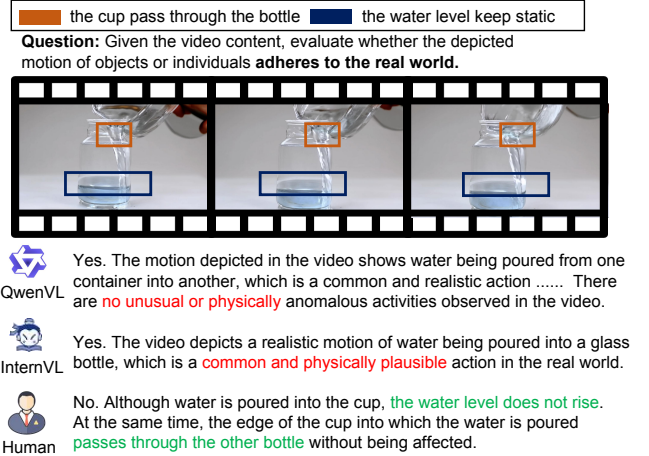 the cup pass through the bottle the water level keep static
Question: Given the video content, evaluate whether the depicted
motion of objects or individuals adheres to the real world.
Yes. The motion depicted in the video shows water being poured from one
container into another, which is a common and realistic action ...... There
are no unusual or physically anomalous activities observed in the video.
QwenVL
Yes. The video depicts a realistic motion of water being poured into a glass
bottle, which is a common and physically plausible action in the real world.
InternVL
No. Although water is poured into the cup, the water level does not rise.
At the same time, the edge of the cup into which the water is poured
passes through the other bottle without being affected.
Human